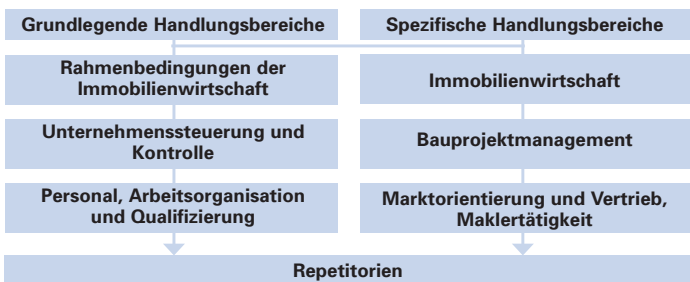 Grundlegende Handlungsbereiche
Spezifische Handlungsbereiche
Rahmenbedingungen der
Immobilienwirtschaft
Immobilienwirtschaft
Unternehmenssteuerung und
Kontrolle
Bauprojektmanagement
Personal, Arbeitsorganisation
und Qualifizierung
Marktorientierung und Vertrieb,
Maklertätigkeit
Repetitorien